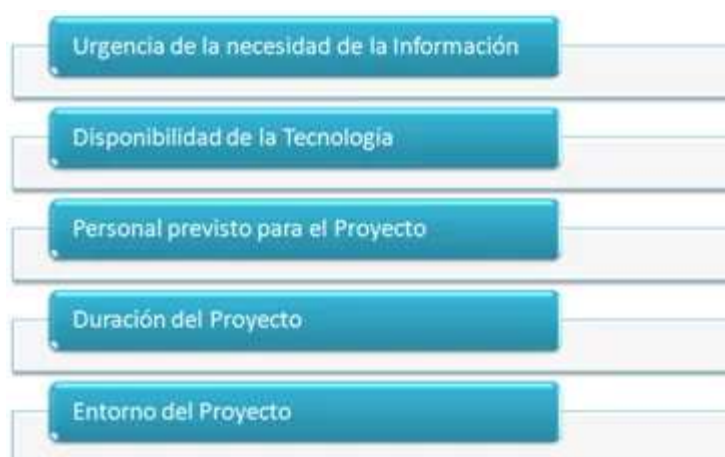 Urgencia de la necesidad de la Información
Disponibilidad de la Tecnología
Personal previsto para el Proyecto
Duración del Proyecto
Entorno del Proyecto